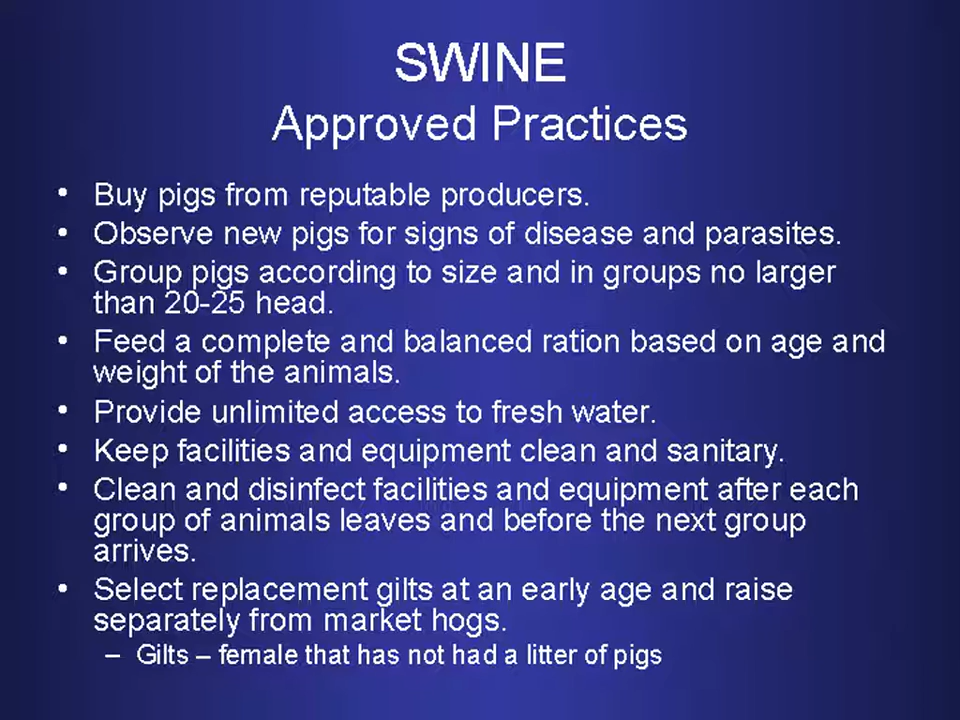 SWINE
Approved Practices
• Buy pigs from reputable producers.
• Observe new pigs for signs of disease and parasites.
• Group pigs according to size and in groups no larger
than 20-25 head.
• Feed a complete and balanced ration based on age and
weight of the animals.
• Provide unlimited access to fresh water.
• Keep facilities and equipment clean and sanitary.
• Clean and disinfect facilities and equipment after each
group of animals leaves and before the next group
arrives.
• Select replacement gilts at an early age and raise
separately from market hogs.
– Gilts – female that has not had a litter of pigs